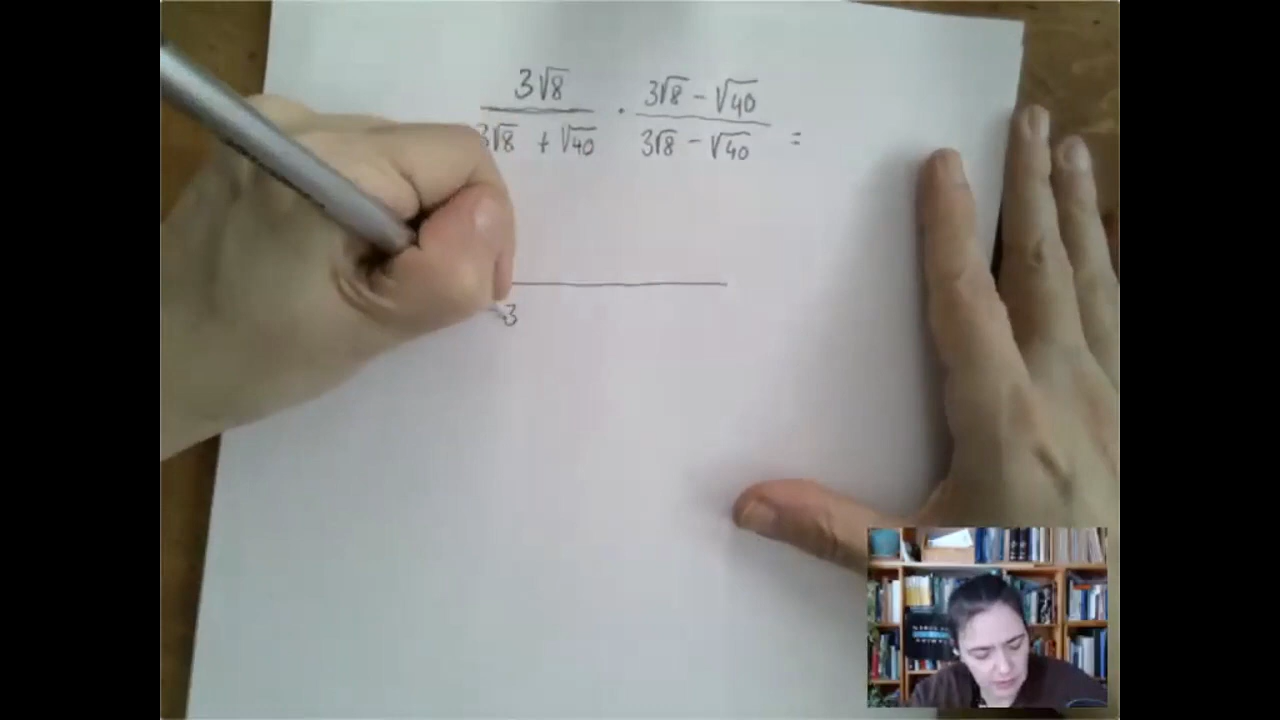 3√8 / 3√8 + √40 · 3√8 − √40 / 3√8 − √40 =
3